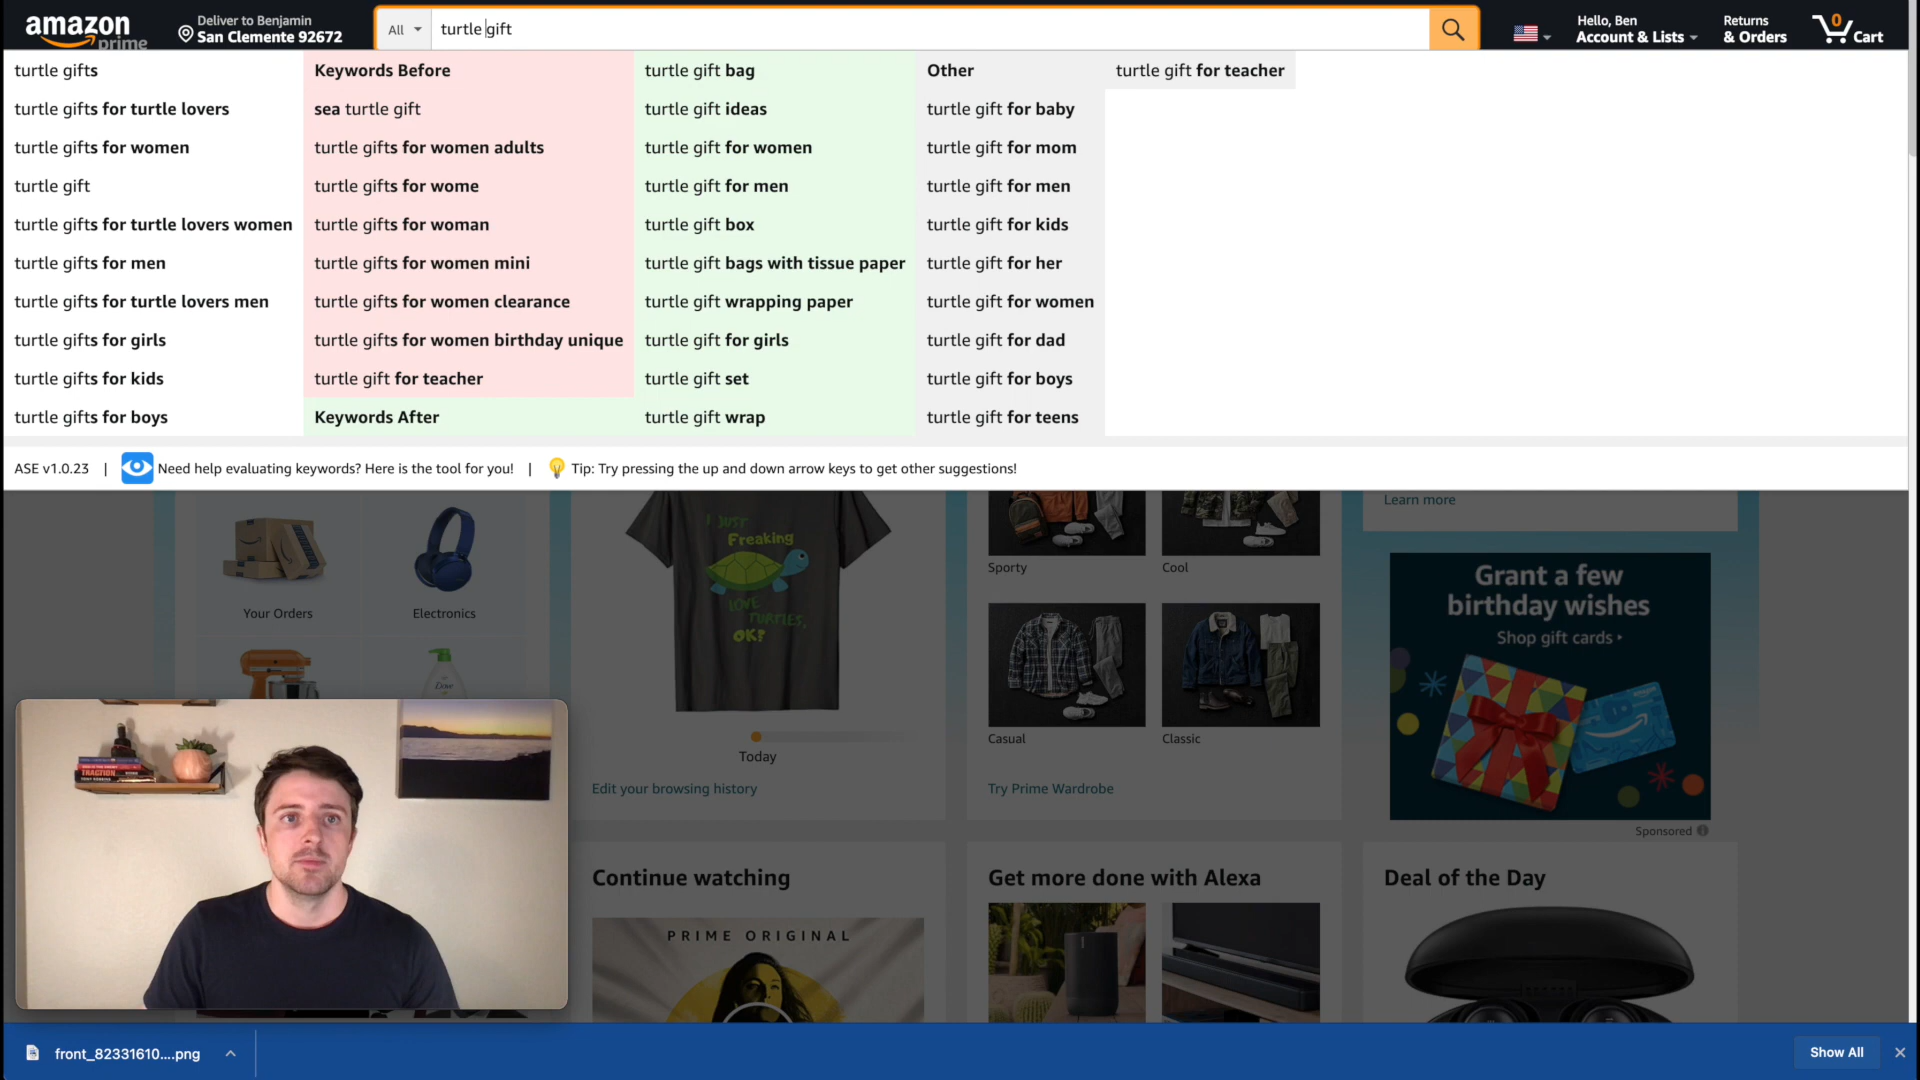 amazon
prime
Deliver to Benjamin
San Clemente 92672
All
turtle gift
Hello, Ben
Account & Lists
Returns
& Orders
0
Cart
turtle gifts
turtle gifts for turtle lovers
turtle gifts for women
turtle gift
turtle gifts for turtle lovers women
turtle gifts for men
turtle gifts for turtle lovers men
turtle gifts for girls
turtle gifts for kids
turtle gifts for boys
Keywords Before
sea turtle gift
turtle gifts for women adults
turtle gifts for wome
turtle gifts for woman
turtle gifts for women mini
turtle gifts for women clearance
turtle gifts for women birthday unique
turtle gift for teacher
Keywords After
turtle gift bag
turtle gift ideas
turtle gift for women
turtle gift for men
turtle gift box
turtle gift bags with tissue paper
turtle gift wrapping paper
turtle gift for girls
turtle gift set
turtle gift wrap
Other
turtle gift for baby
turtle gift for mom
turtle gift for men
turtle gift for kids
turtle gift for her
turtle gift for women
turtle gift for dad
turtle gift for boys
turtle gift for teens
turtle gift for teacher
ASE v1.0.23 | Need help evaluating keywords? Here is the tool for you! | Tip: Try pressing the up and down arrow keys to get other suggestions!
Your Orders
Electronics
Dove
I JUST
Freaking
LOVE
TURTLES,
OK?
Today
Edit your browsing history
Sporty
Cool
Casual
Classic
Try Prime Wardrobe
Learn more
Grant a few
birthday wishes
Shop gift cards
Sponsored
TRACTION
Continue watching
PRIME ORIGINAL
Get more done with Alexa
Deal of the Day
front_82331610....png
Show All